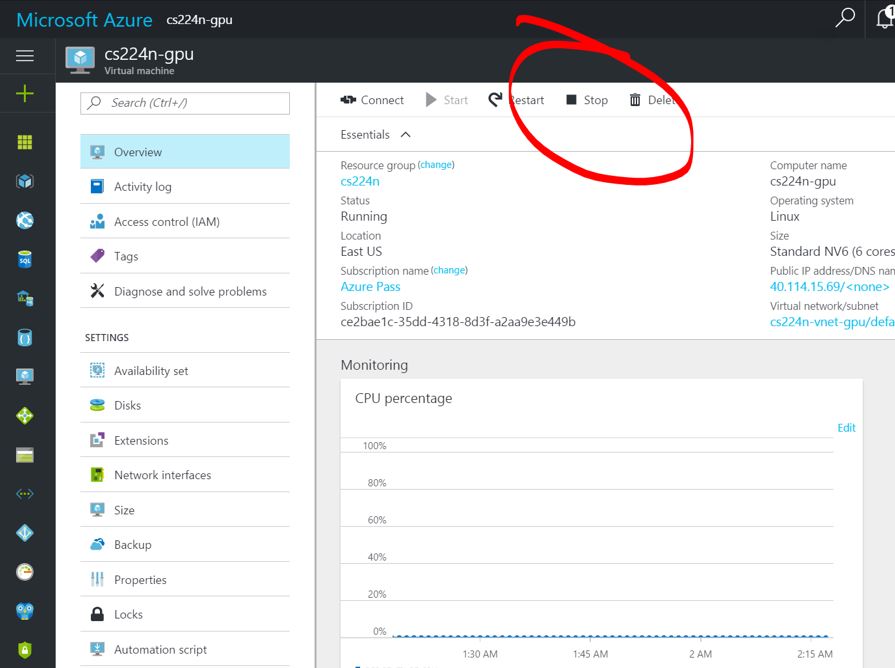 Microsoft Azure cs224n-gpu
1
cs224n-gpu
Virtual machine
Search (Ctrl+/)
Overview
Activity log
Access control (IAM)
Tags
Diagnose and solve problems
SETTINGS
Availability set
Disks
Extensions
Network interfaces
Size
Backup
Properties
Locks
Automation script
SQL
Connect Start Restart Stop Delet
Essentials
Resource group (change)
cs224n
Status
Running
Location
East US
Subscription name (change)
Azure Pass
Subscription ID
ce2bae1c-35dd-4318-8d3f-a2aa9e3e449b
Computer name
cs224n-gpu
Operating system
Linux
Size
Standard NV6 (6 cores
Public IP address/DNS nam
40.114.15.69/<none>
Virtual network/subnet
cs224n-vnet-gpu/defa
Monitoring
CPU percentage
Edit
100%
80%
60%
40%
20%
0%
1:30 AM 1:45 AM 2 AM 2:15 AM